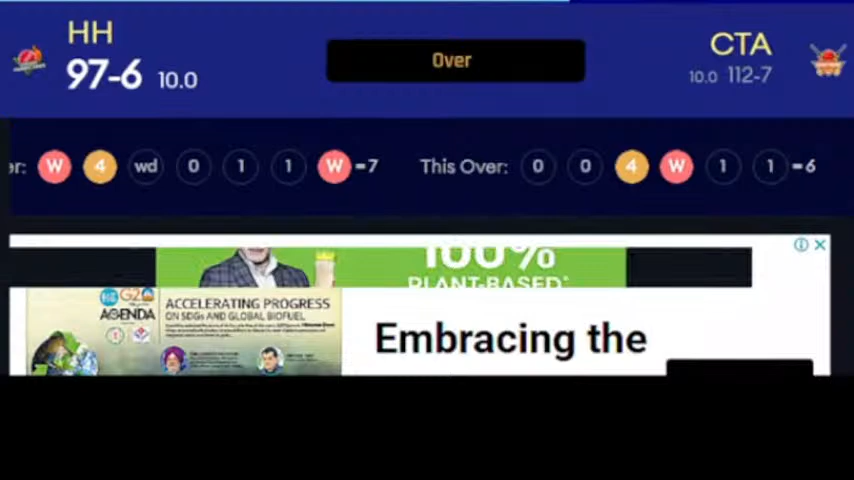 HH
97-6 10.0
Over
CTA
10.0 112-7
er: W 4 wd 0 1 1 W =7
This Over: 0 0 4 W 1 1 =6
100%
PLANT-BASED*
G20
AGENDA
ACCELERATING PROGRESS
ON SDGs AND GLOBAL BIOFUEL
Embracing the